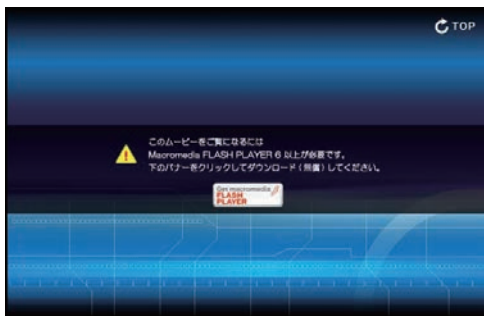 TOP
このムービーをご覧になるには
Macromedia FLASH PLAYER 6 以上が必要です。
下のバナーをクリックしてダウンロード(無償)してください。
Get macromedia
FLASH
PLAYER